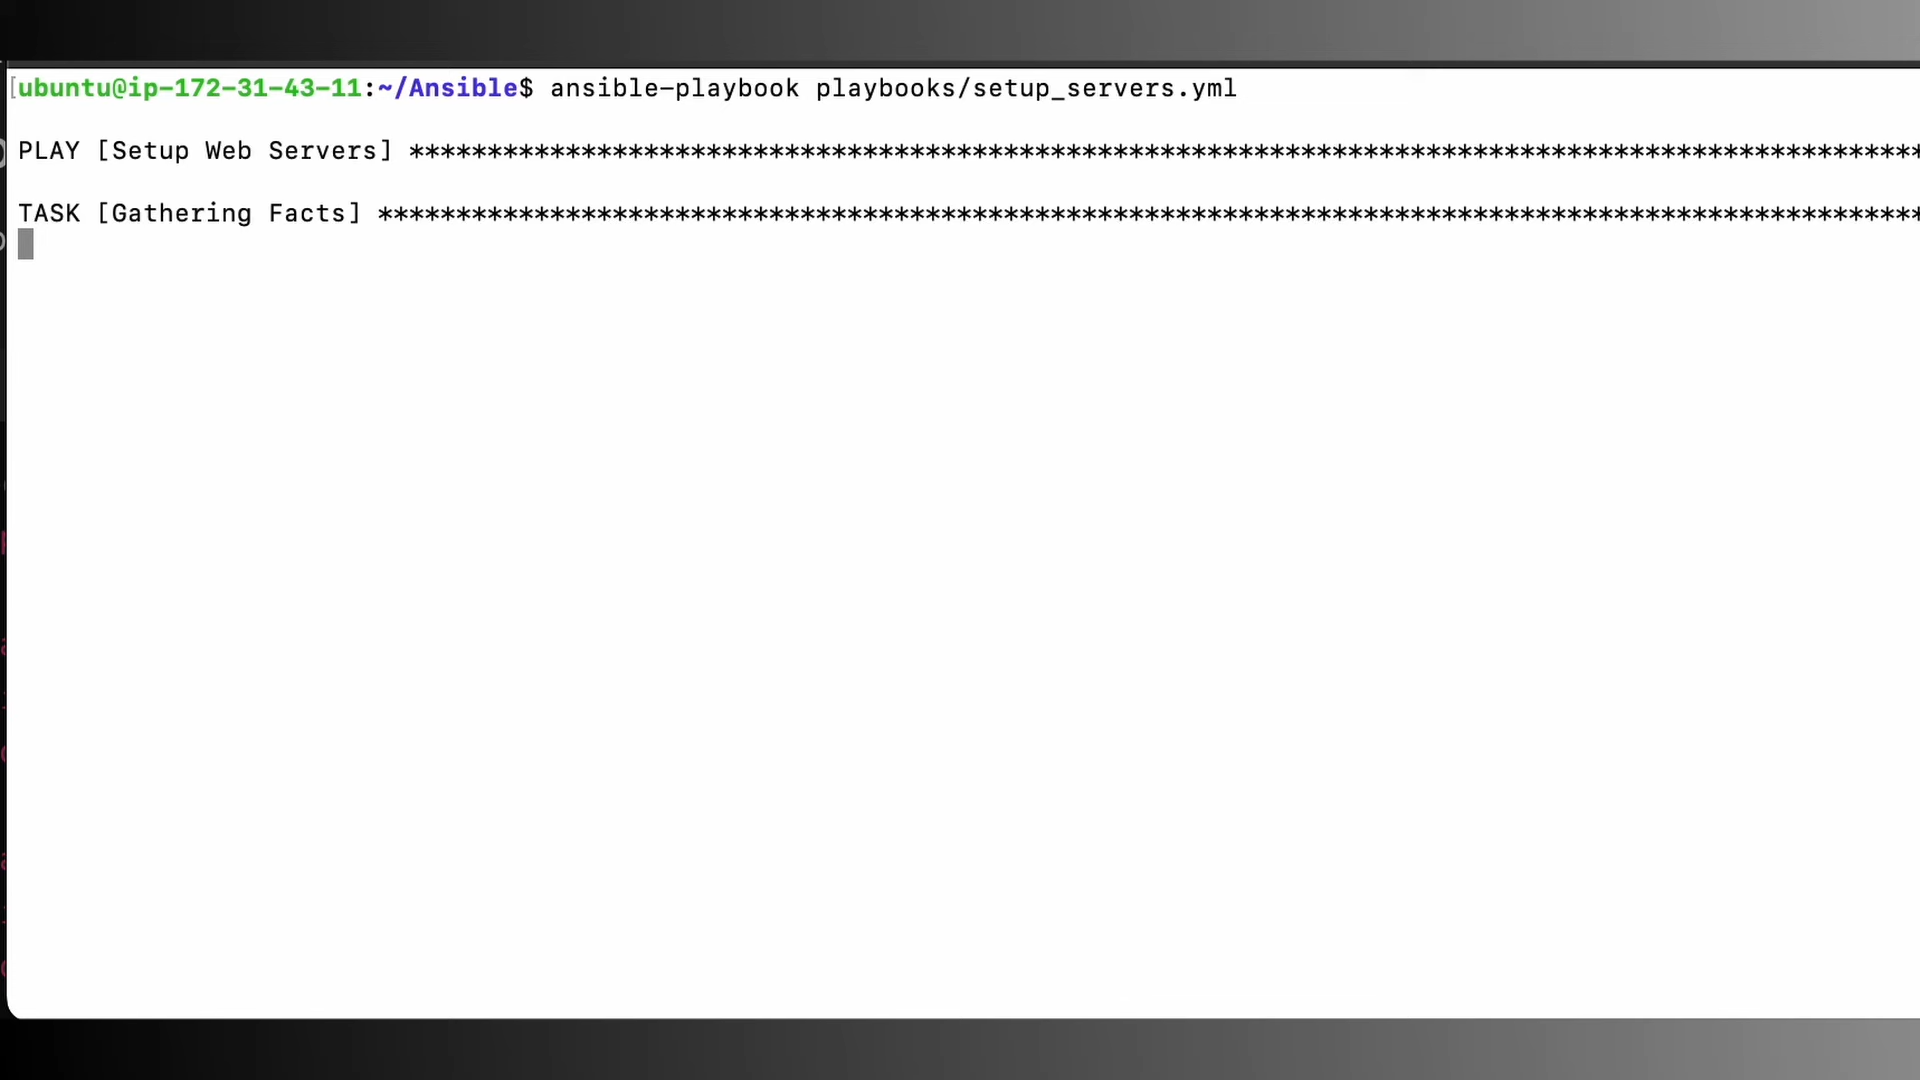 [ubuntu@ip-172-31-43-11:~/Ansible$ ansible-playbook playbooks/setup_servers.yml
PLAY [Setup Web Servers] *************************************************************************************************
TASK [Gathering Facts] ***************************************************************************************************